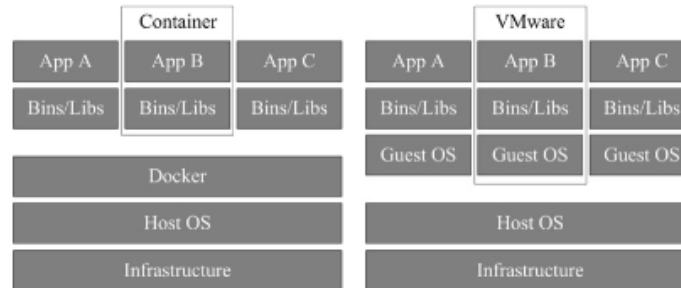 Container
App A App B App C
Bins/Libs Bins/Libs Bins/Libs
Docker
Host OS
Infrastructure
VMware
App A App B App C
Bins/Libs Bins/Libs Bins/Libs
Guest OS Guest OS Guest OS
Host OS
Infrastructure